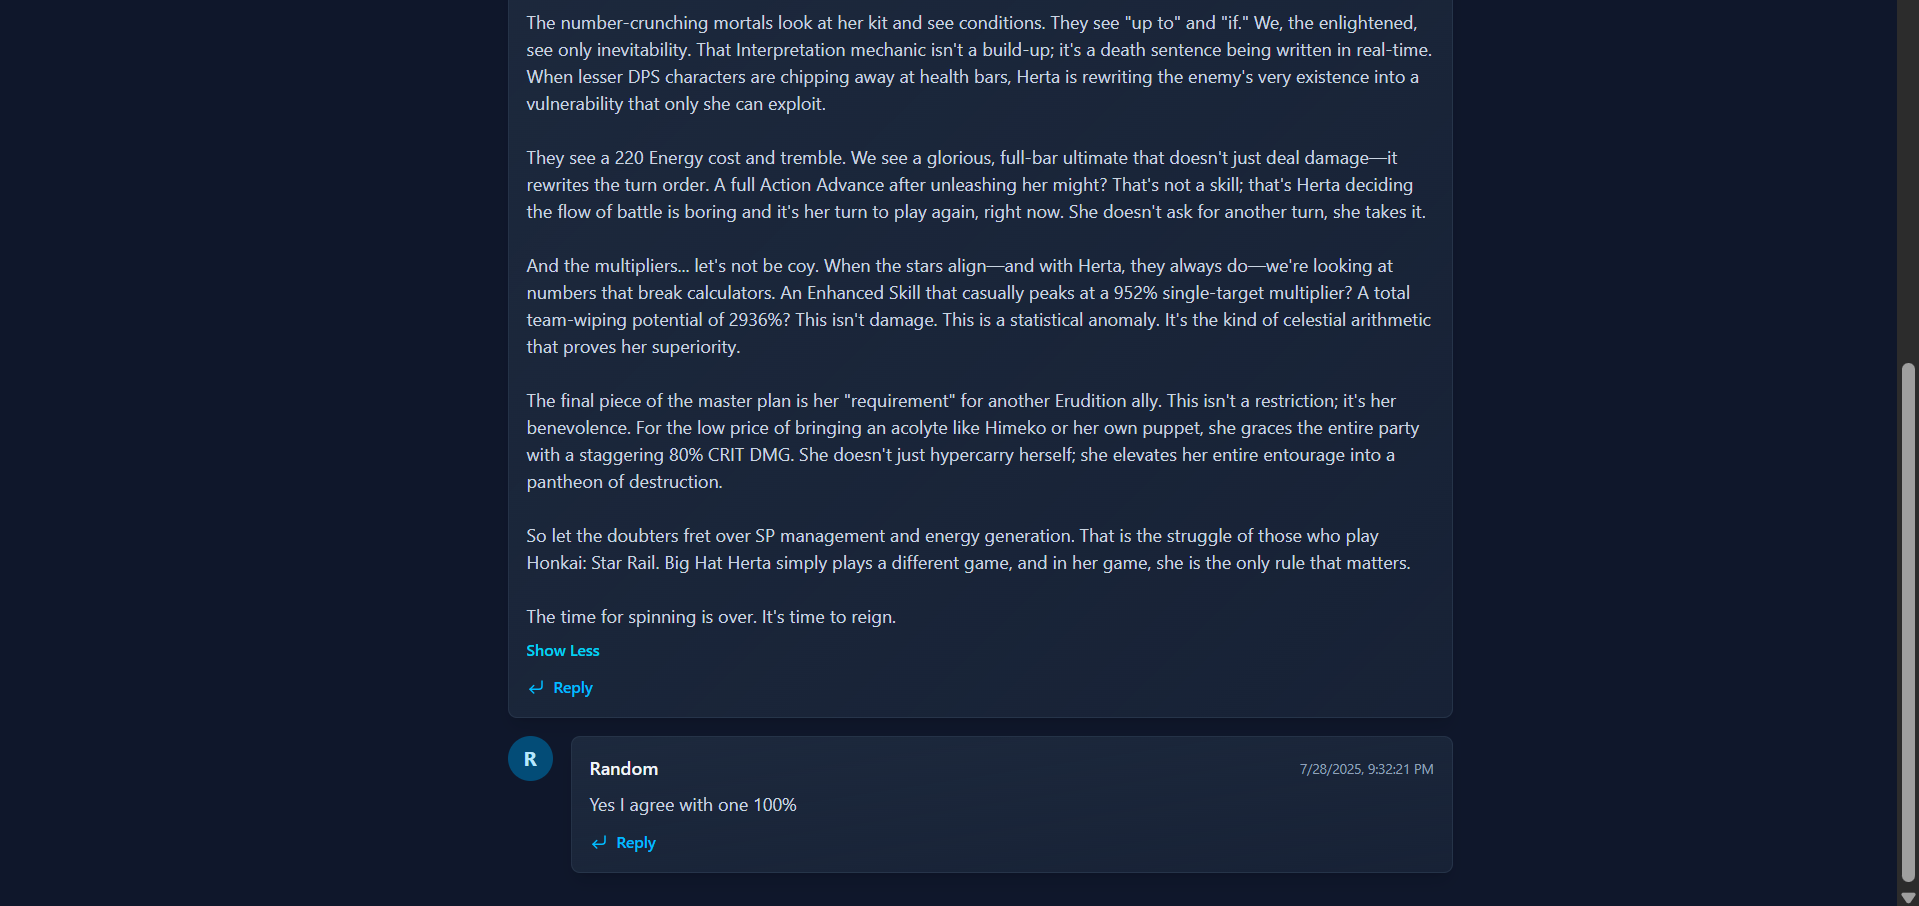 The number-crunching mortals look at her kit and see conditions. They see "up to" and "if." We, the enlightened,
see only inevitability. That Interpretation mechanic isn't a build-up; it's a death sentence being written in real-time.
When lesser DPS characters are chipping away at health bars, Herta is rewriting the enemy's very existence into a
vulnerability that only she can exploit.
They see a 220 Energy cost and tremble. We see a glorious, full-bar ultimate that doesn't just deal damage—it
rewrites the turn order. A full Action Advance after unleashing her might? That's not a skill; that's Herta deciding
the flow of battle is boring and it's her turn to play again, right now. She doesn't ask for another turn, she takes it.
And the multipliers... let's not be coy. When the stars align—and with Herta, they always do—we're looking at
numbers that break calculators. An Enhanced Skill that casually peaks at a 952% single-target multiplier? A total
team-wiping potential of 2936%? This isn't damage. This is a statistical anomaly. It's the kind of celestial arithmetic
that proves her superiority.
The final piece of the master plan is her "requirement" for another Erudition ally. This isn't a restriction; it's her
benevolence. For the low price of bringing an acolyte like Himeko or her own puppet, she graces the entire party
with a staggering 80% CRIT DMG. She doesn't just hypercarry herself; she elevates her entire entourage into a
pantheon of destruction.
So let the doubters fret over SP management and energy generation. That is the struggle of those who play
Honkai: Star Rail. Big Hat Herta simply plays a different game, and in her game, she is the only rule that matters.
The time for spinning is over. It's time to reign.
Show Less
Reply
R
Random
7/28/2025, 9:32:21 PM
Yes I agree with one 100%
Reply